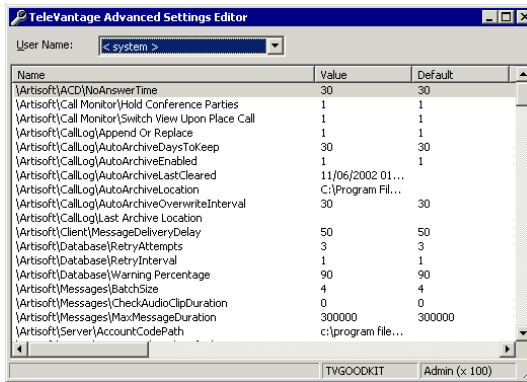 TeleVantage Advanced Settings Editor
User Name: < system >
Name Value Default
\Artisoft\ACD\NoAnswerTime 30 30
\Artisoft\Call Monitor\Hold Conference Parties 1 1
\Artisoft\Call Monitor\Switch View Upon Place Call 1 1
\Artisoft\CallLog\Append Or Replace 1 1
\Artisoft\CallLog\AutoArchiveDaysToKeep 30 30
\Artisoft\CallLog\AutoArchiveEnabled 1 1
\Artisoft\CallLog\AutoArchiveLastCleared 11/06/2002 01...
\Artisoft\CallLog\AutoArchiveLocation C:\Program Fil...
\Artisoft\CallLog\AutoArchiveOverwriteInterval 30 30
\Artisoft\CallLog\Last Archive Location
\Artisoft\Client\MessageDeliveryDelay 50 50
\Artisoft\Database\RetryAttempts 3 3
\Artisoft\Database\RetryInterval 1 1
\Artisoft\Database\Warning Percentage 90 90
\Artisoft\Messages\BatchSize 4 4
\Artisoft\Messages\CheckAudioClipDuration 0 0
\Artisoft\Messages\MaxMessageDuration 300000 300000
\Artisoft\Server\AccountCodePath c:\program file...
TVGOODKIT Admin (x 100)